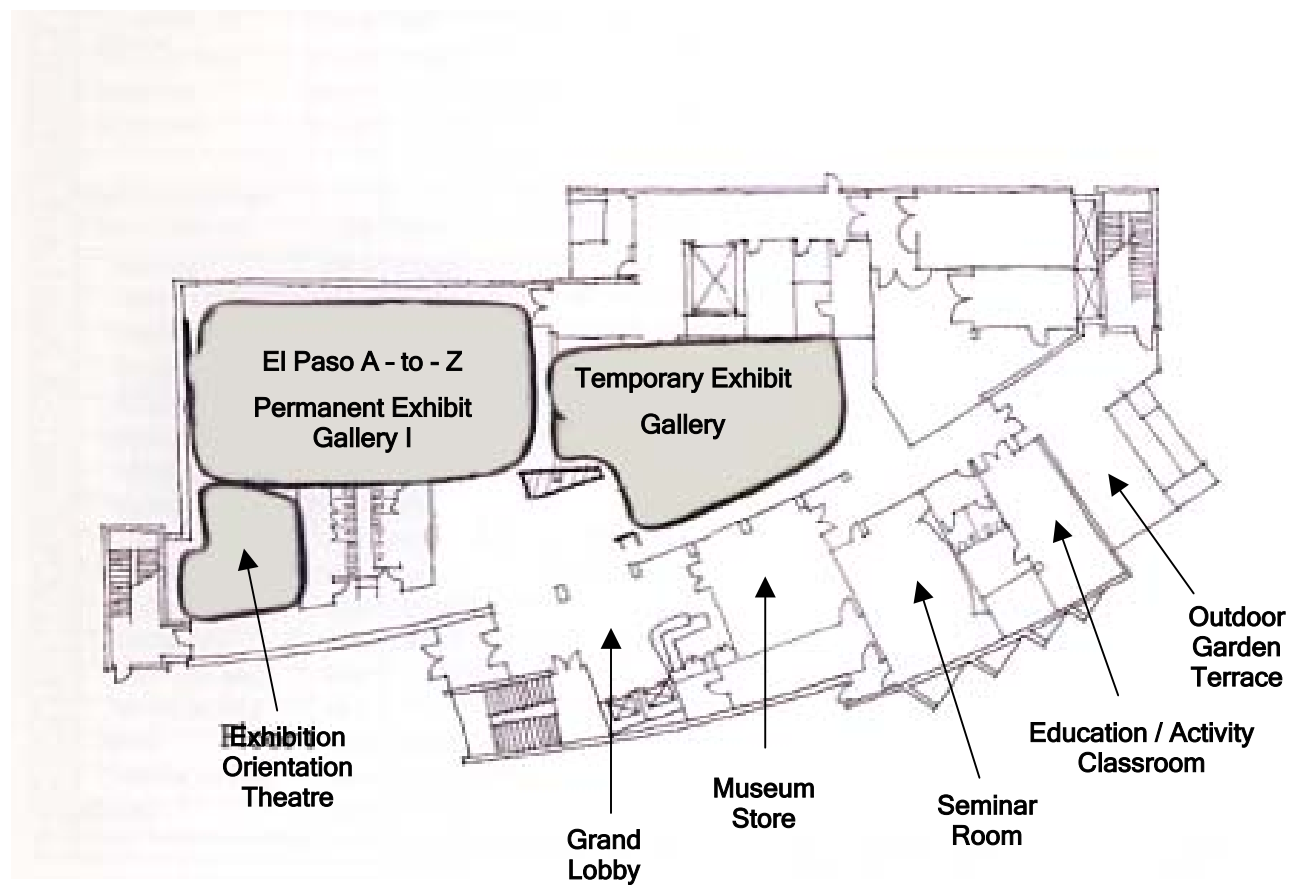 El Paso A - to - Z
Permanent Exhibit
Gallery I
Temporary Exhibit
Gallery
Outdoor
Garden
Terrace
Education / Activity
Classroom
Exhibition
Orientation
Theatre
Museum
Store
Seminar
Room
Grand
Lobby